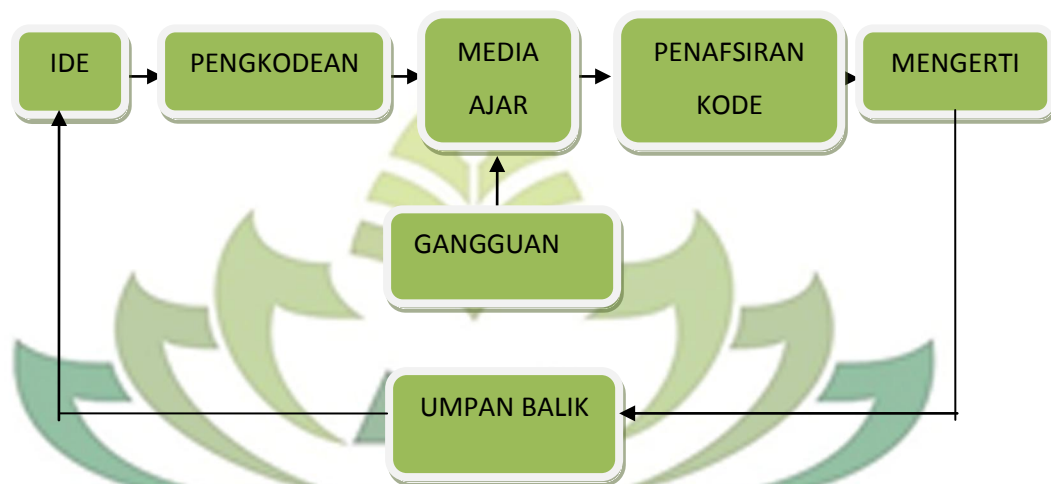 IDE
PENGKODEAN
MEDIA
AJAR
PENAFSIRAN
KODE
MENGERTI
GANGGUAN
UMPAN BALIK